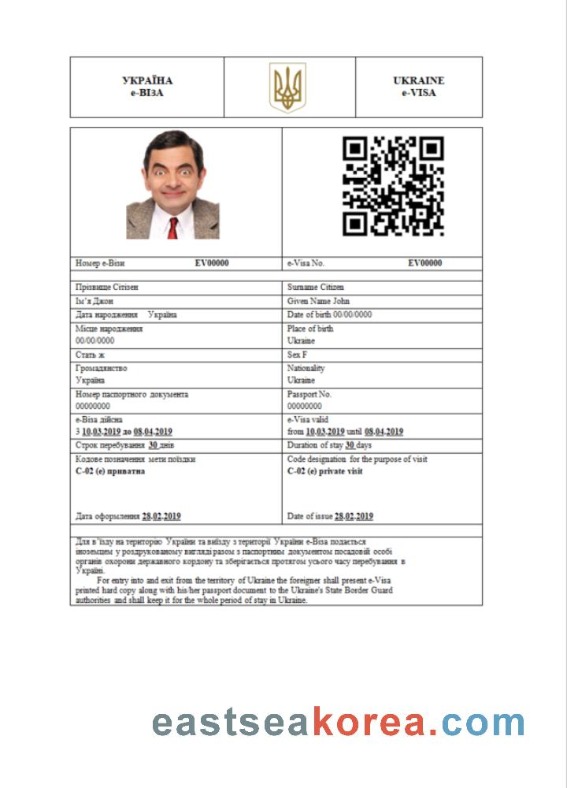 УКРАЇНА
е-ВІЗА
UKRAINE
e-VISA
Номер е-Візи EV00000
e-Visa No. EV00000
Прізвище Сітізен
Surname Citizen
Ім'я Джон
Given Name John
Дата народження Україна
Date of birth 00/00/0000
Місце народження
00/00/0000
Place of birth
Ukraine
Стать ж
Sex F
Громадянство
Україна
Nationality
Ukraine
Номер паспортного документа
00000000
Passport No.
00000000
е-Віза дійсна
З 10.03.2019 до 08.04.2019
e-Visa valid
from 10.03.2019 until 08.04.2019
Строк перебування 30 днів
Duration of stay 30 days
Кодове позначення мети поїздки
С-02 (е) приватна
Code designation for the purpose of visit
C-02 (e) private visit
Дата оформлення 28.02.2019
Date of issue 28.02.2019
Для в'їзду на територію України та виїзду з території України е-Віза подається
іноземцем у роздрукованому вигляді разом з паспортним документом посадовій особі
органів охорони державного кордону та зберігається протягом усього часу перебування в
Україні.
For entry into and exit from the territory of Ukraine the foreigner shall present e-Visa
printed hard copy along with his/her passport document to the Ukraine's State Border Guard
authorities and shall keep it for the whole period of stay in Ukraine.
eastseakorea.com